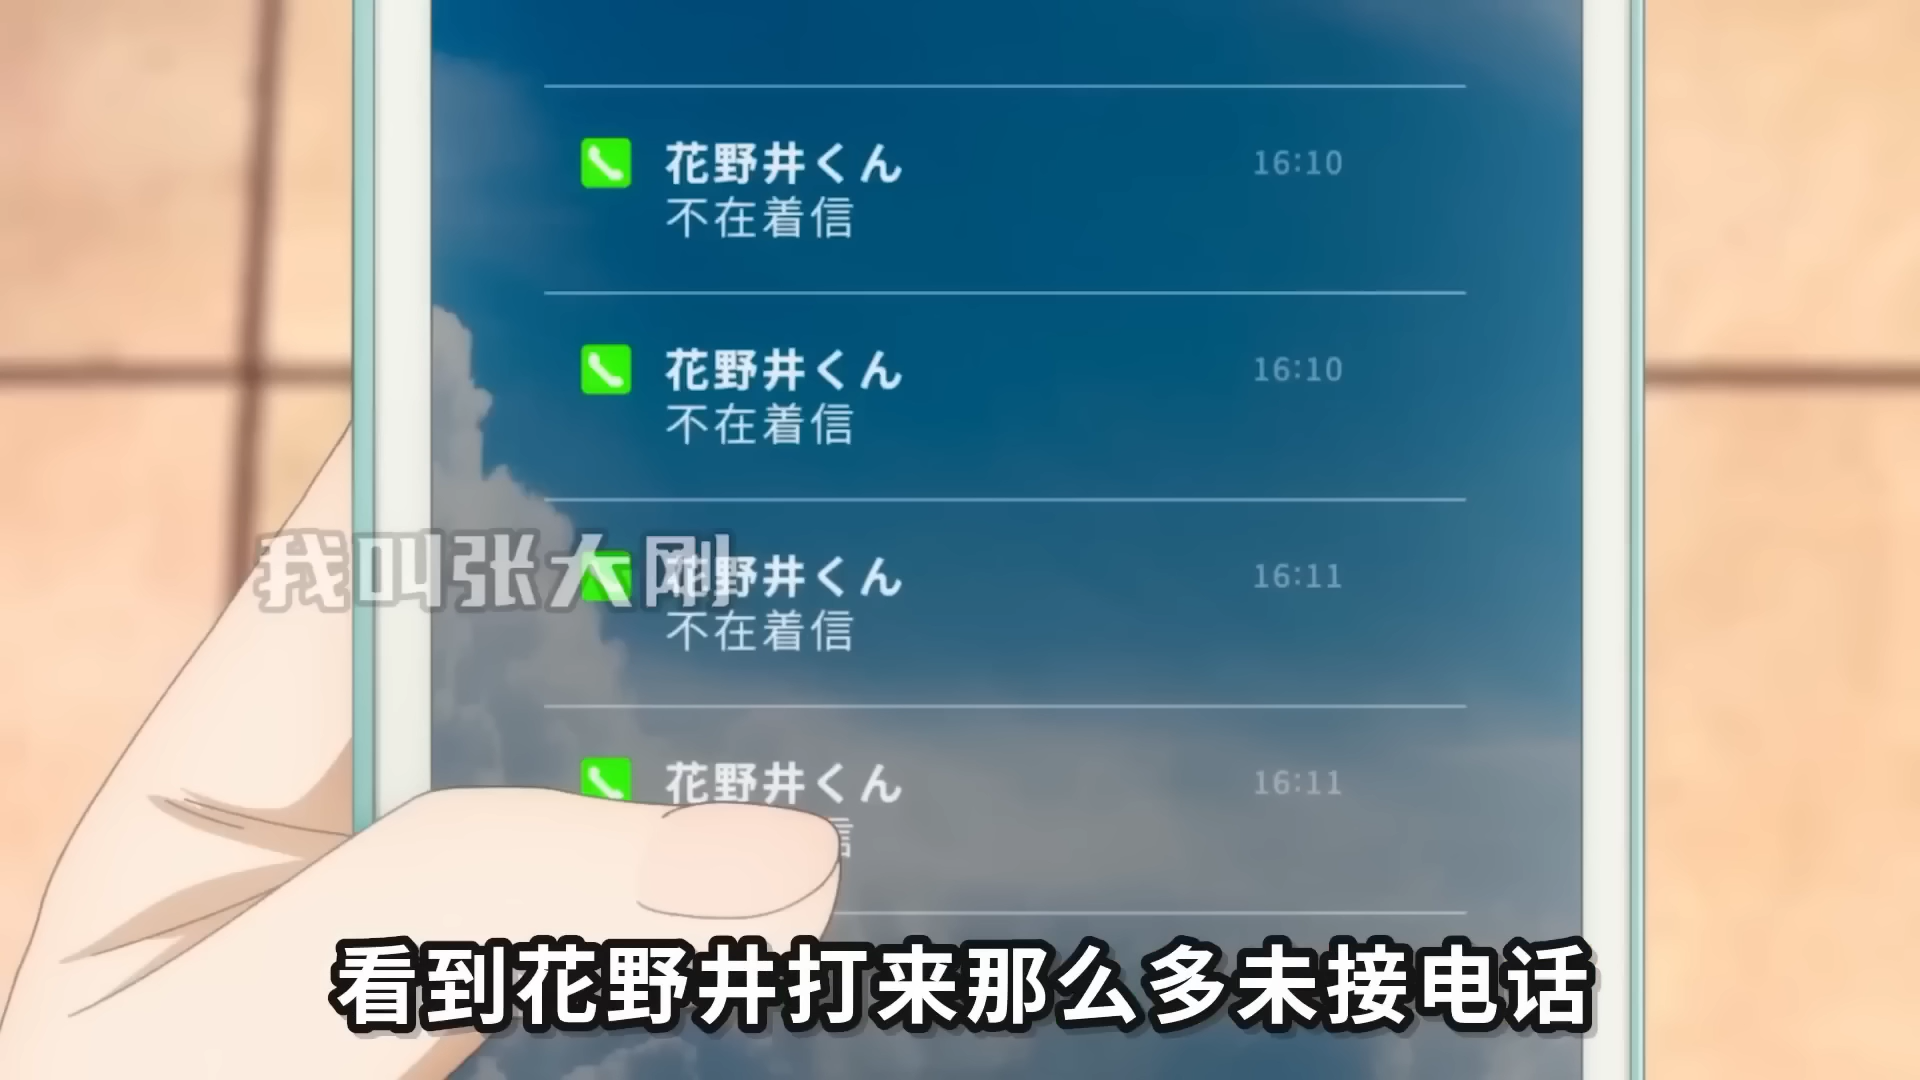 花野井くん 16:10
不在着信
花野井くん 16:10
不在着信
我叫张大刚
花野井くん 16:11
不在着信
花野井くん 16:11
信
看到花野井打来那么多未接电话